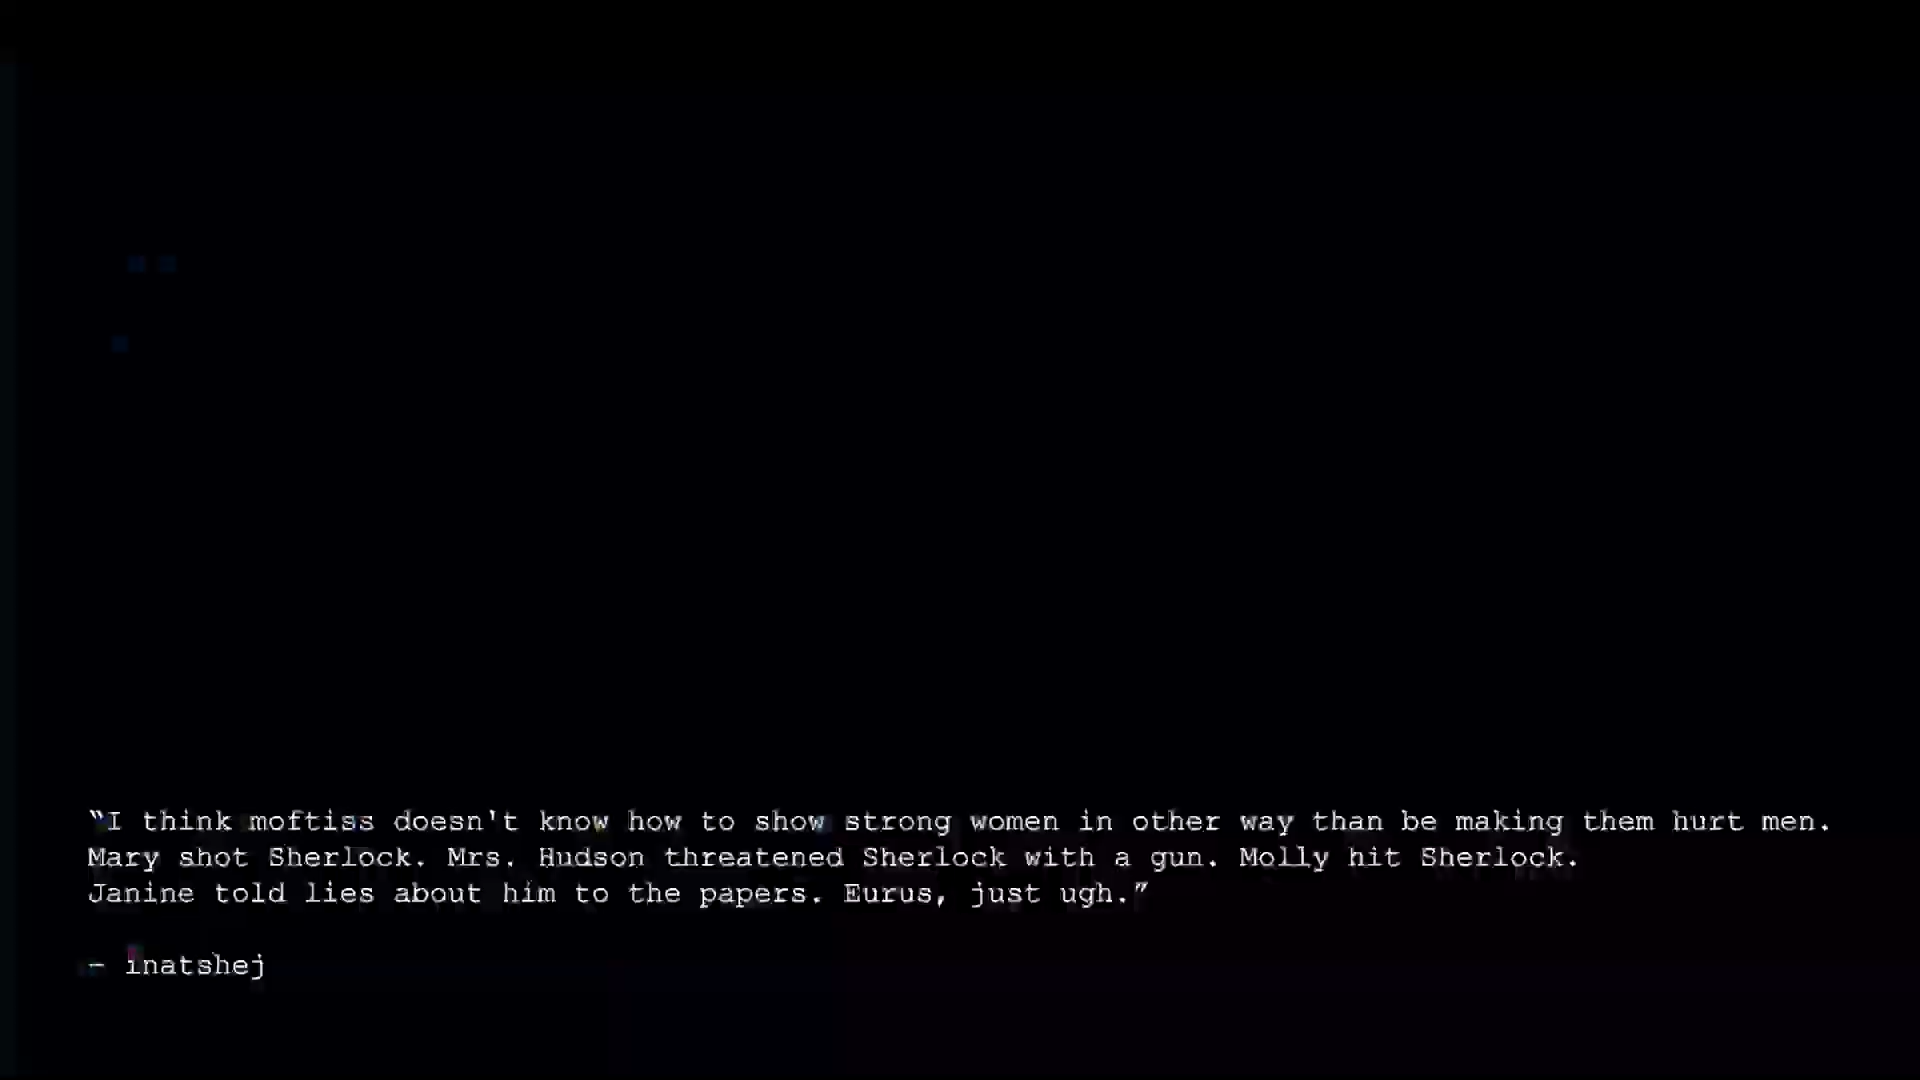 “I think moftiss doesn't know how to show strong women in other way than be making them hurt men.
Mary shot Sherlock. Mrs. Hudson threatened Sherlock with a gun. Molly hit Sherlock.
Janine told lies about him to the papers. Eurus, just ugh.”
- inatshej